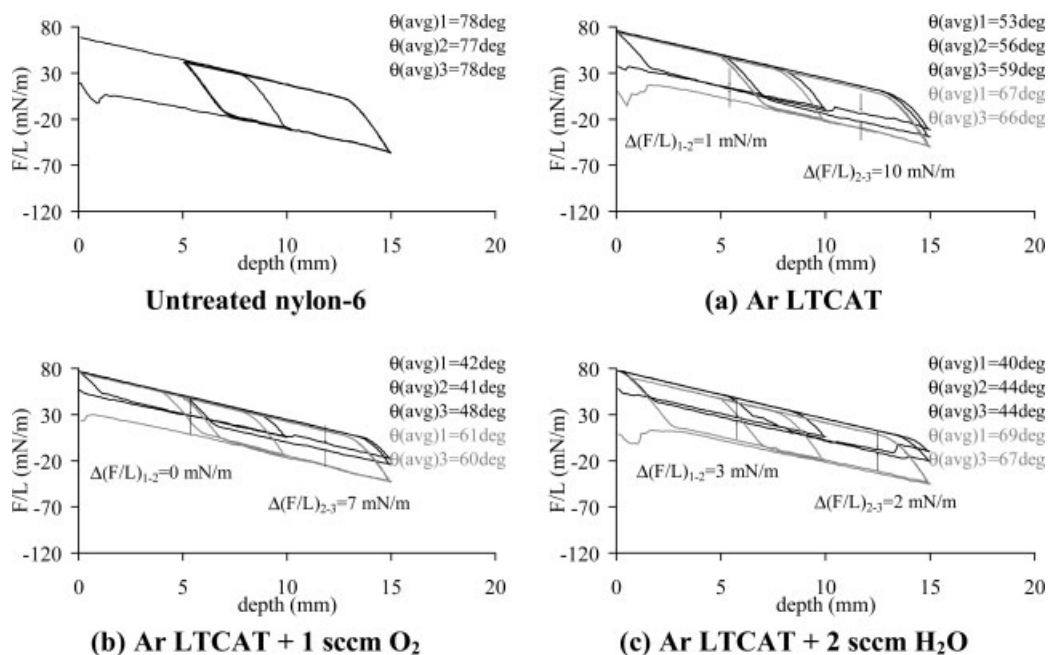 80
30
-20
-70
-120
F/L (mN/m)
θ(avg)1=78deg
θ(avg)2=77deg
θ(avg)3=78deg
0 5 10 15 20
depth (mm)
Untreated nylon-6
80
30
-20
-70
-120
F/L (mN/m)
θ(avg)1=53deg
θ(avg)2=56deg
θ(avg)3=59deg
θ(avg)1=67deg
θ(avg)3=66deg
Δ(F/L)₁₋₂=1 mN/m
Δ(F/L)₂₋₃=10 mN/m
0 5 10 15 20
depth (mm)
(a) Ar LTCAT
80
30
-20
-70
-120
F/L (mN/m)
θ(avg)1=42deg
θ(avg)2=41deg
θ(avg)3=48deg
θ(avg)1=61deg
θ(avg)3=60deg
Δ(F/L)₁₋₂=0 mN/m
Δ(F/L)₂₋₃=7 mN/m
0 5 10 15 20
depth (mm)
(b) Ar LTCAT + 1 sccm O₂
80
30
-20
-70
-120
F/L (mN/m)
θ(avg)1=40deg
θ(avg)2=44deg
θ(avg)3=44deg
θ(avg)1=69deg
θ(avg)3=67deg
Δ(F/L)₁₋₂=3 mN/m
Δ(F/L)₂₋₃=2 mN/m
0 5 10 15 20
depth (mm)
(c) Ar LTCAT + 2 sccm H₂O